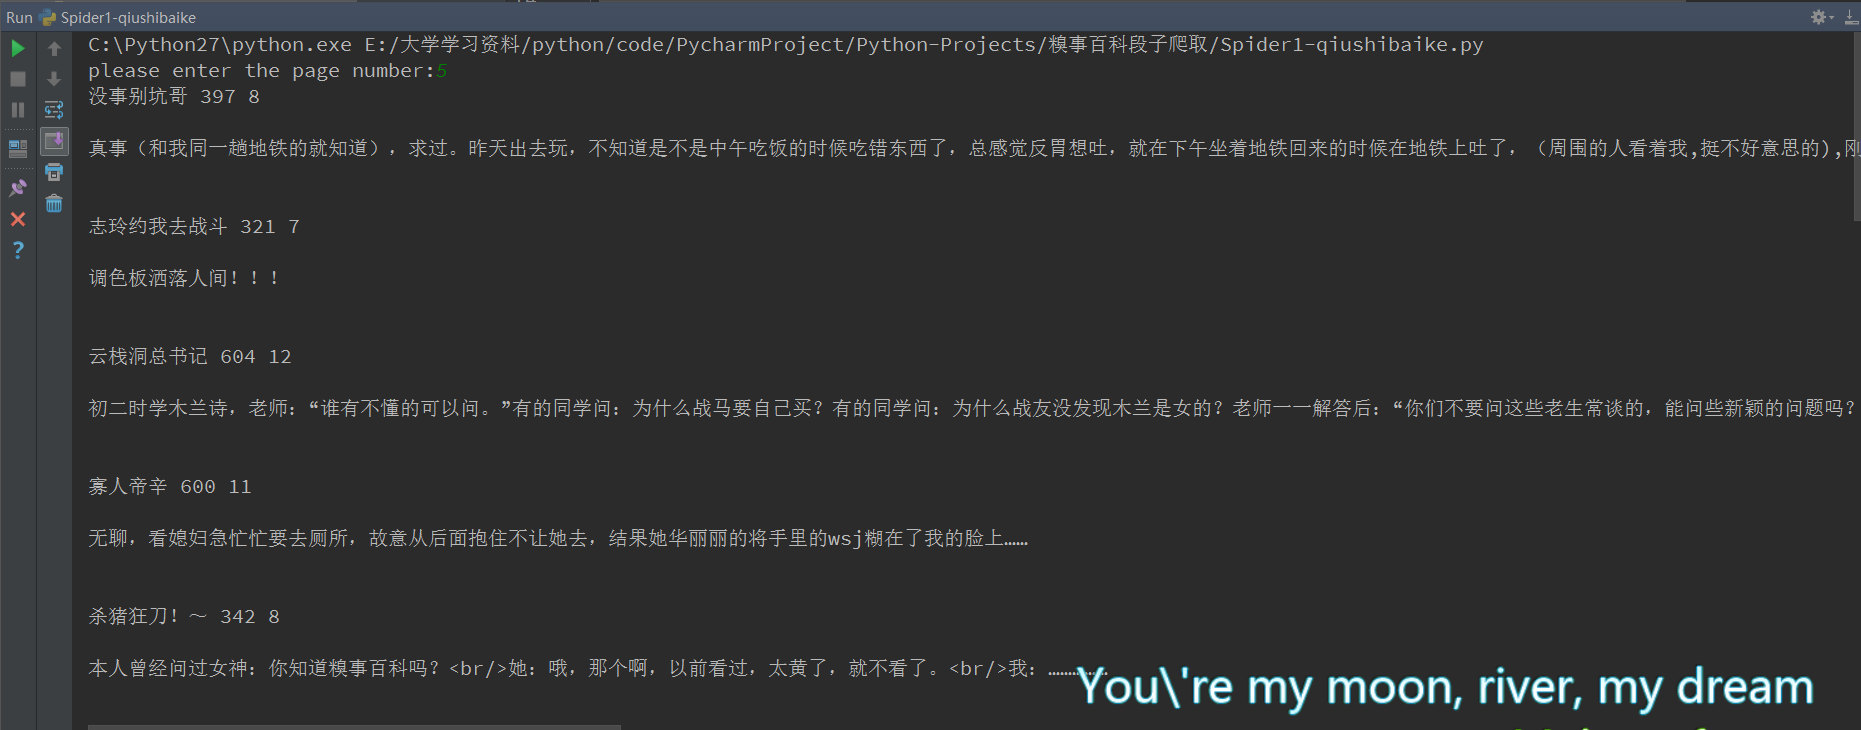 Run Spider1-qiushibaike
C:\Python27\python.exe E:/大学学习资料/python/code/PycharmProject/Python-Projects/糗事百科段子爬取/Spider1-qiushibaike.py
please enter the page number:5
没事别坑哥 397 8
真事（和我同一趟地铁的就知道），求过。昨天出去玩，不知道是不是中午吃饭的时候吃错东西了，总感觉反胃想吐，就在下午坐着地铁回来的时候在地铁上吐了，（周围的人看着我,挺不好意思的),刚
志玲约我去战斗 321 7
调色板洒落人间！！！
云栈洞总书记 604 12
初二时学木兰诗，老师：“谁有不懂的可以问。”有的同学问：为什么战马要自己买？有的同学问：为什么战友没发现木兰是女的？老师一一解答后：“你们不要问这些老生常谈的，能问些新颖的问题吗？
寡人帝辛 600 11
无聊，看媳妇急忙忙要去厕所，故意从后面抱住不让她去，结果她华丽丽的将手里的wsj糊在了我的脸上……
杀猪狂刀！～ 342 8
本人曾经问过女神：你知道糗事百科吗？<br/>她：哦，那个啊，以前看过，太黄了，就不看了。<br/>我：………………
You\'re my moon, river, my dream